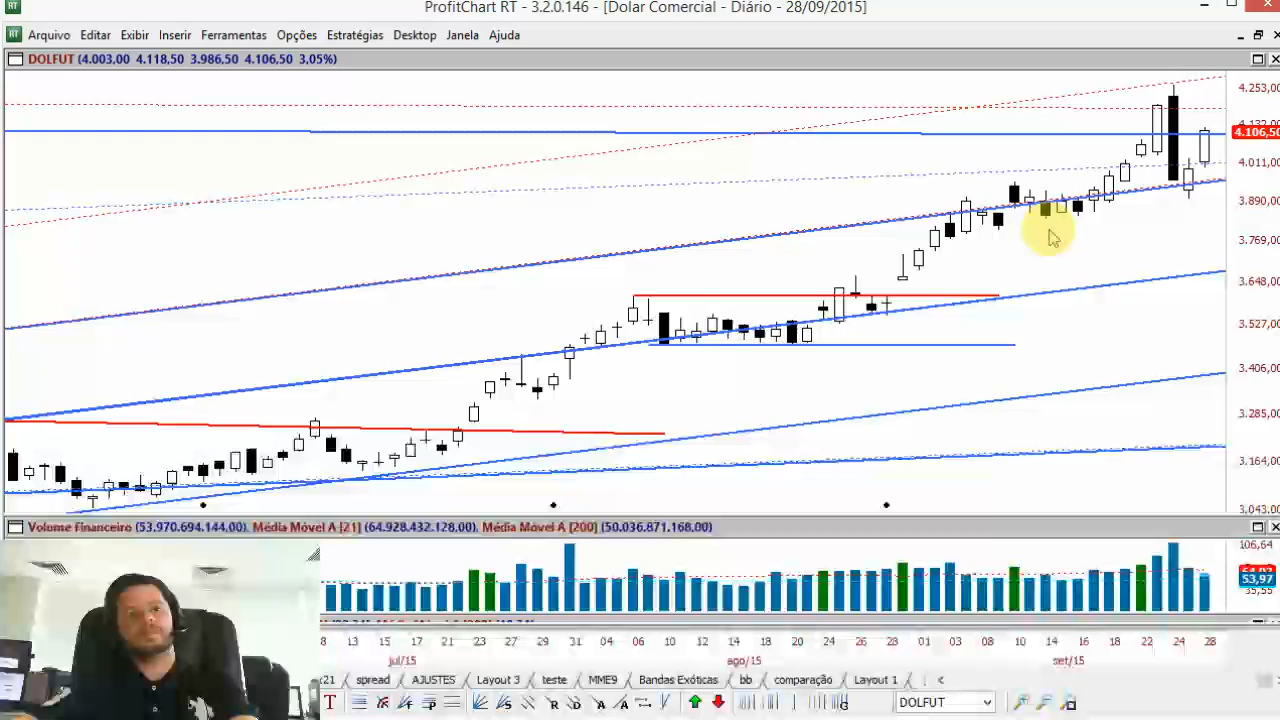 ProfitChart RT - 3.2.0.146 - [Dolar Comercial - Diário - 28/09/2015]
RT Arquivo Editar Exibir Inserir Ferramentas Opções Estratégias Desktop Janela Ajuda
DOLFUT (4.003,00 4.118,50 3.986,50 4.106,50 3,05%)
4.253,00
4.106,50
4.011,00
3.890,00
3.769,00
3.648,00
3.527,00
3.406,00
3.285,00
3.164,00
3.043,00
Volume Financeiro (53.970.694.144,00), Média Móvel A [21] (64.928.432.128,00), Média Móvel A [200] (50.036.871.168,00)
106,64
53,97
35,55
13 15 17 21 23 27 29 31 04 06 10 12 14 18 20 24 26 28 01 03 08 10 14 16 18 22 24 28
jul/15 ago/15 set/15
21 spread AJUSTES Layout 3 teste MME9 Bandas Exóticas bb comparação Layout 1
T DOLFUT